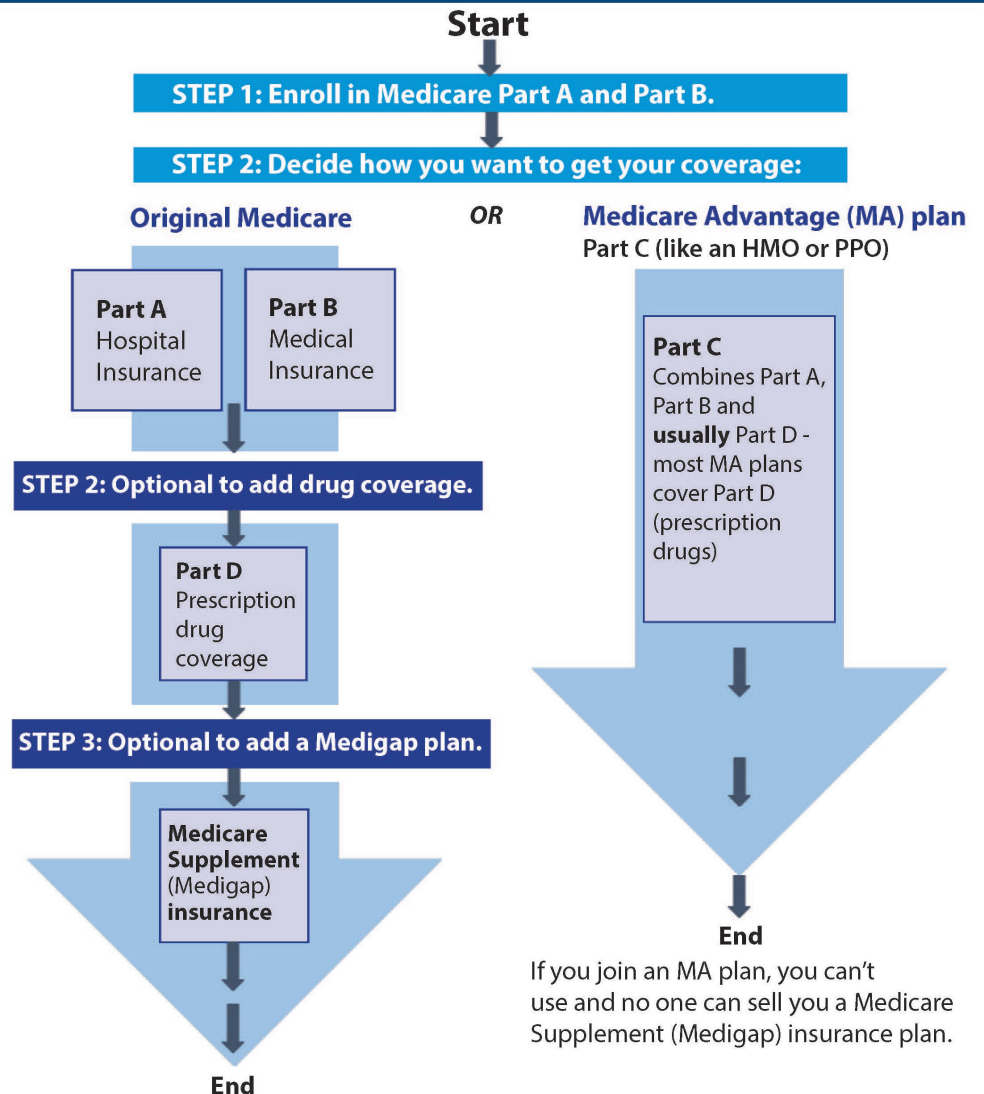 Start
STEP 1: Enroll in Medicare Part A and Part B.
STEP 2: Decide how you want to get your coverage:
Original Medicare
OR
Medicare Advantage (MA) plan
Part C (like an HMO or PPO)
Part A
Hospital
Insurance
Part B
Medical
Insurance
STEP 2: Optional to add drug coverage.
Part D
Prescription
drug
coverage
STEP 3: Optional to add a Medigap plan.
Medicare
Supplement
(Medigap)
insurance
End
Part C
Combines Part A,
Part B and
usually Part D -
most MA plans
cover Part D
(prescription
drugs)
End
If you join an MA plan, you can't
use and no one can sell you a Medicare
Supplement (Medigap) insurance plan.